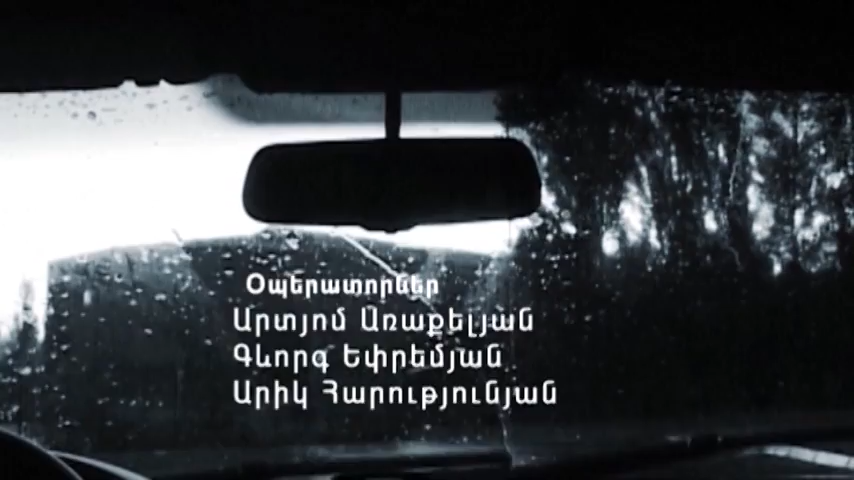 Օպերատորներ
Արտյոմ Առաքելյան
Գևորգ Եփրեմյան
Արիկ Հարությունյան